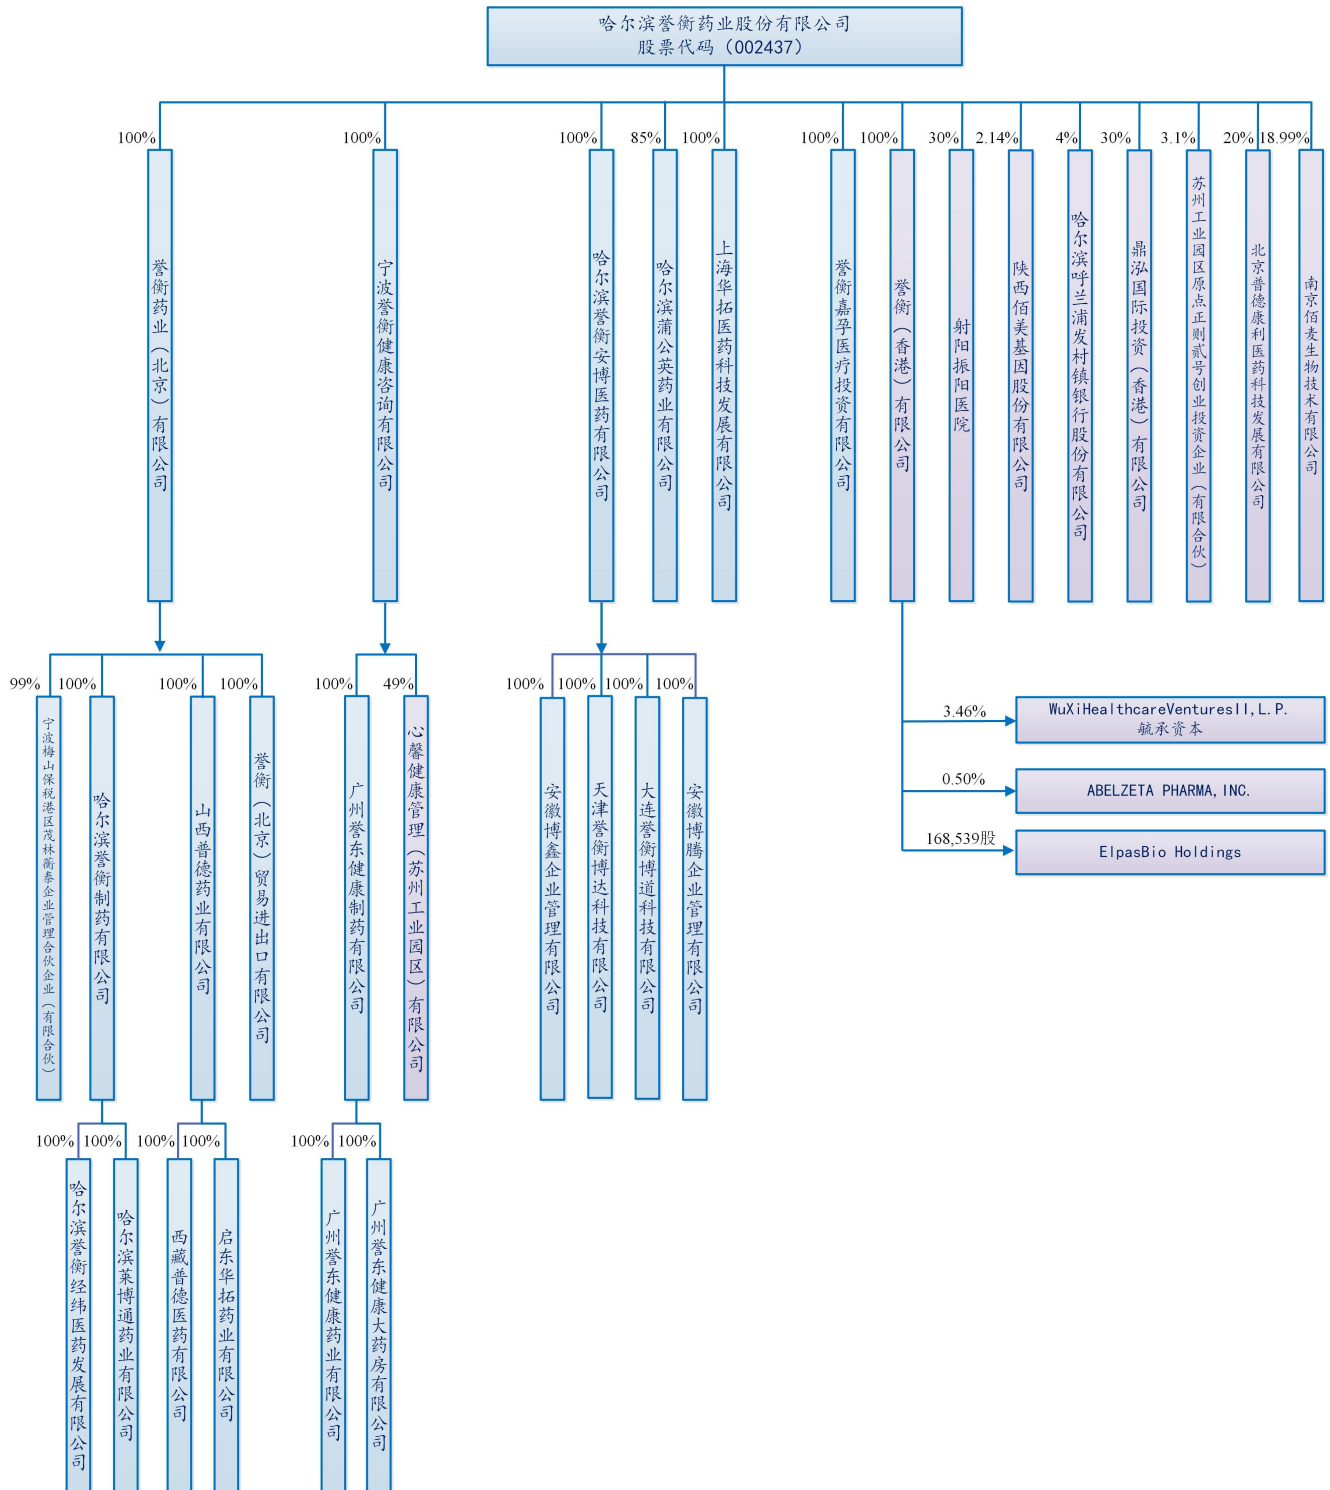 哈尔滨誉衡药业股份有限公司
股票代码（002437）
100%
100%
100%
85%
100%
100%
100%
30%
2.14%
4%
30%
3.1%
20%
18.99%
誉衡药业（北京）有限公司
宁波誉衡健康咨询有限公司
哈尔滨誉衡安博医药有限公司
哈尔滨蒲公英药业有限公司
上海华拓医药科技发展有限公司
誉衡嘉孕医疗投资有限公司
誉衡（香港）有限公司
射阳振阳医院
陕西佰美基因股份有限公司
哈尔滨呼兰浦发村镇银行股份有限公司
鼎泓国际投资（香港）有限公司
苏州工业园区原点正则贰号创业投资企业（有限合伙）
北京普德康利医药科技发展有限公司
南京佰麦生物技术有限公司
99%
100%
100%
100%
100%
49%
100%
100%
100%
100%
宁波梅山保税港区茂林蘅泰企业管理合伙企业（有限合伙）
哈尔滨誉衡制药有限公司
山西普德药业有限公司
誉衡（北京）贸易进出口有限公司
广州誉东健康制药有限公司
心馨健康管理（苏州工业园区）有限公司
安徽博鑫企业管理有限公司
天津誉衡博达科技有限公司
大连誉衡博道科技有限公司
安徽博腾企业管理有限公司
3.46%
WuXiHealthcareVenturesII,L.P.
毓承资本
0.50%
ABELZETA PHARMA,INC.
168,539股
ElpasBio Holdings
100%
100%
100%
100%
100%
100%
哈尔滨誉衡经纬医药发展有限公司
哈尔滨莱博通药业有限公司
西藏普德医药有限公司
启东华拓药业有限公司
广州誉东健康药业有限公司
广州誉东健康大药房有限公司